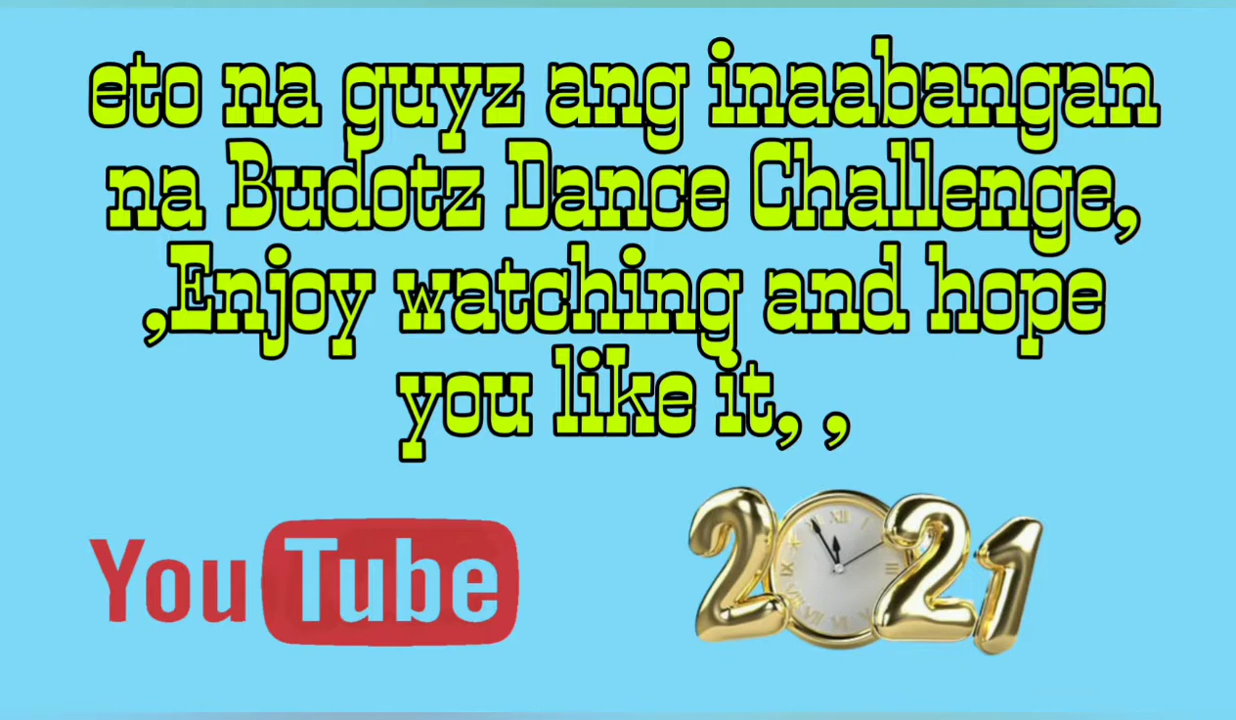 eto na guyz ang inaabangan
na Budotz Dance Challenge,
,Enjoy watching and hope
you like it, ,
YouTube
2021